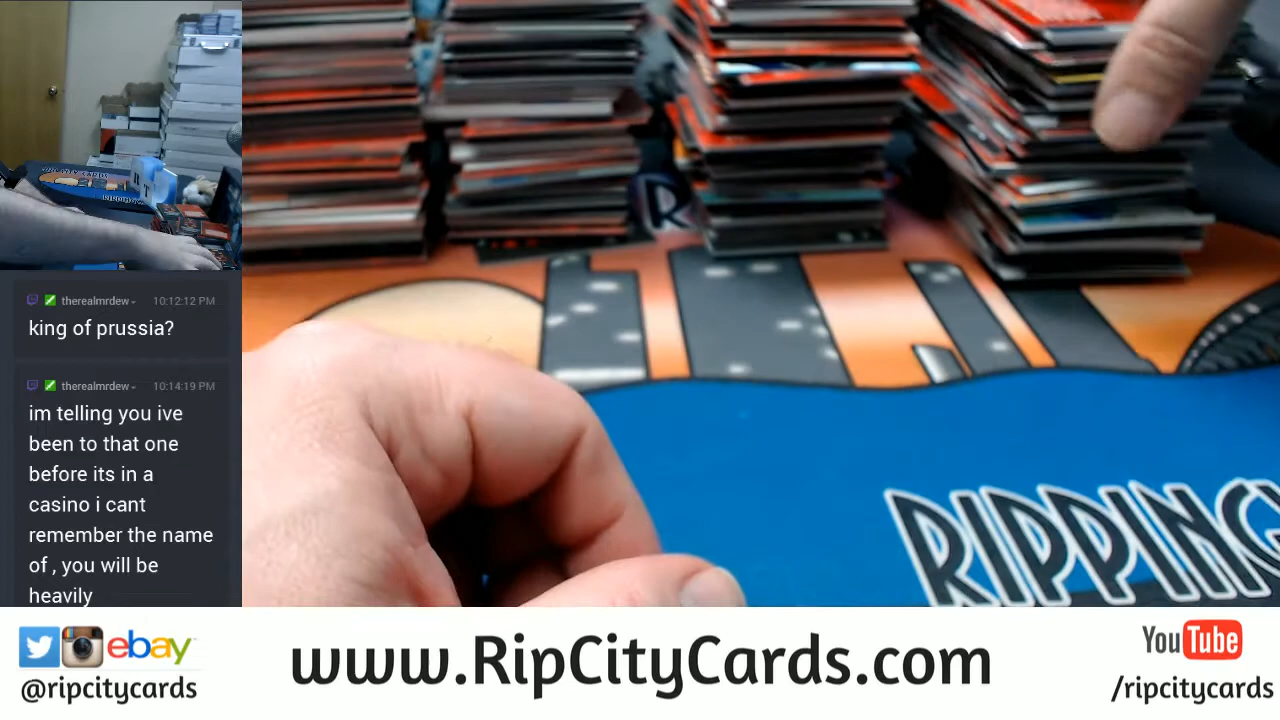 therealmrdew 10:12:12 PM
king of prussia?
therealmrdew 10:14:19 PM
im telling you ive
been to that one
before its in a
casino i cant
remember the name
of , you will be
heavily
R
RIPPING
ebay
@ripcitycards
www.RipCityCards.com
YouTube
/ripcitycards